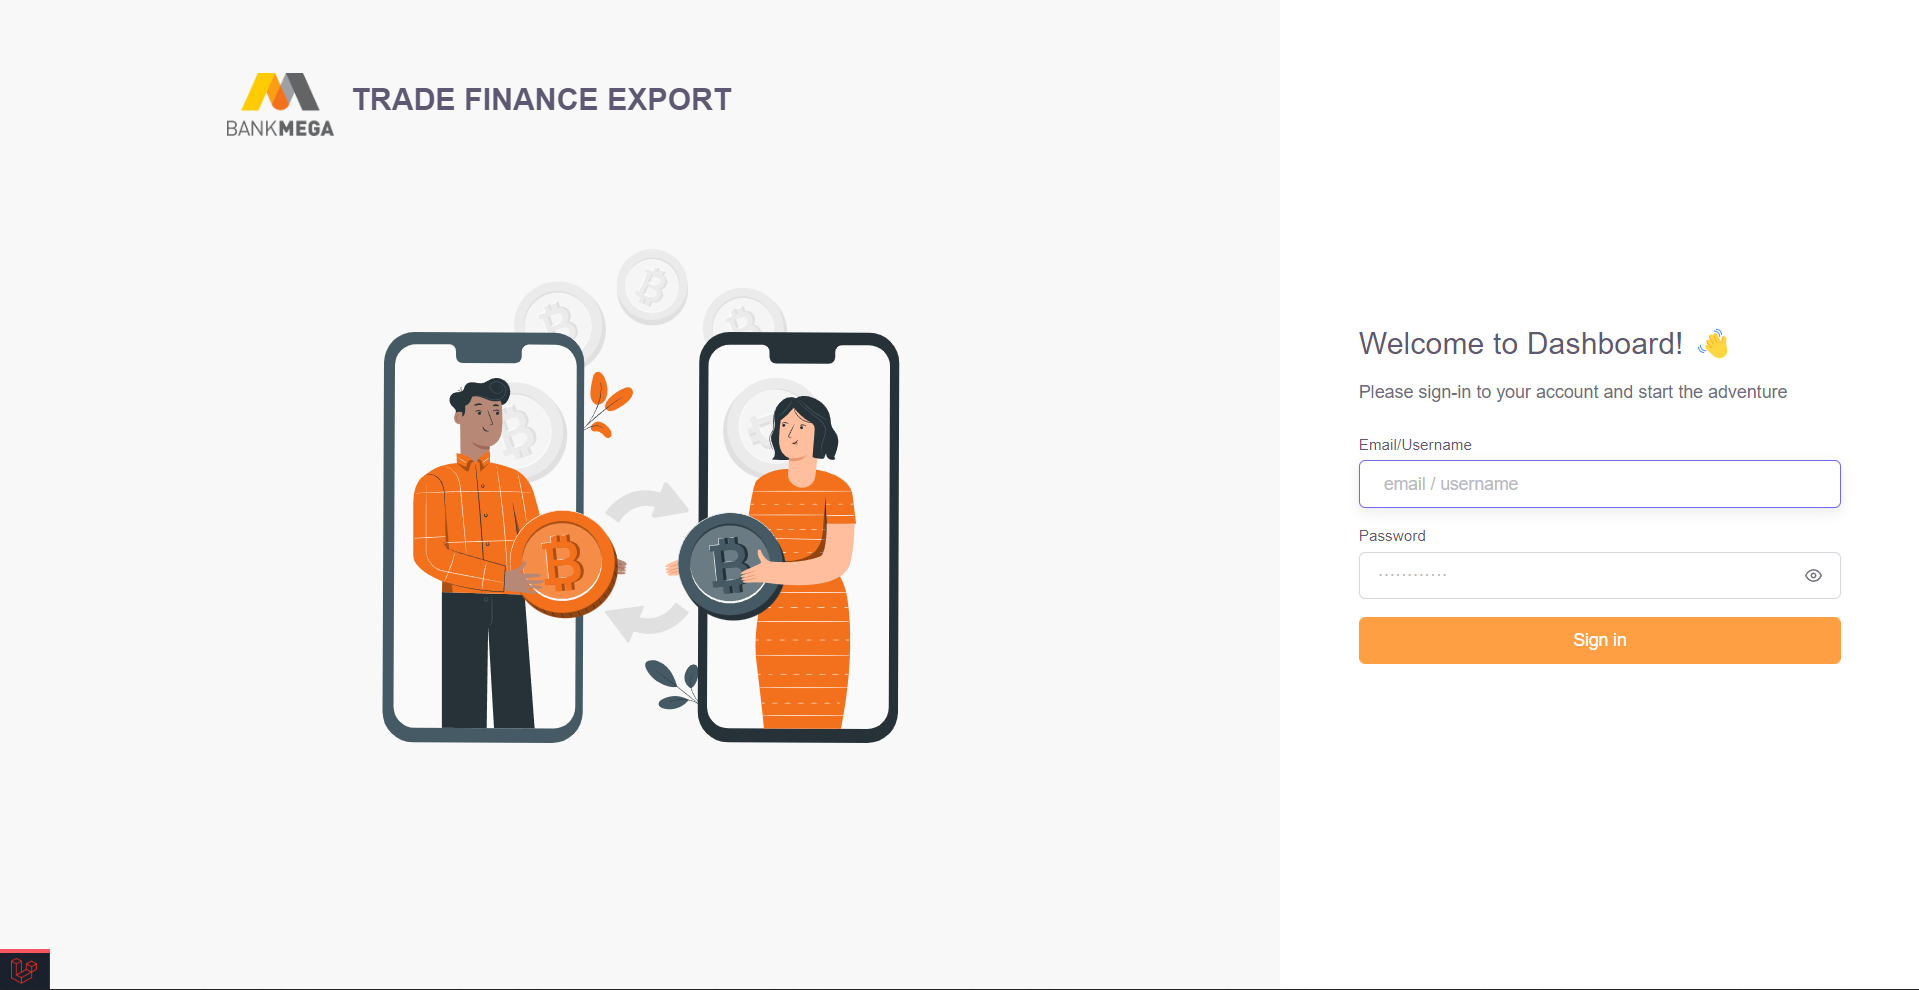 BANKMEGA
TRADE FINANCE EXPORT
Welcome to Dashboard! 👋
Please sign-in to your account and start the adventure
Email/Username
email / username
Password
············
Sign in